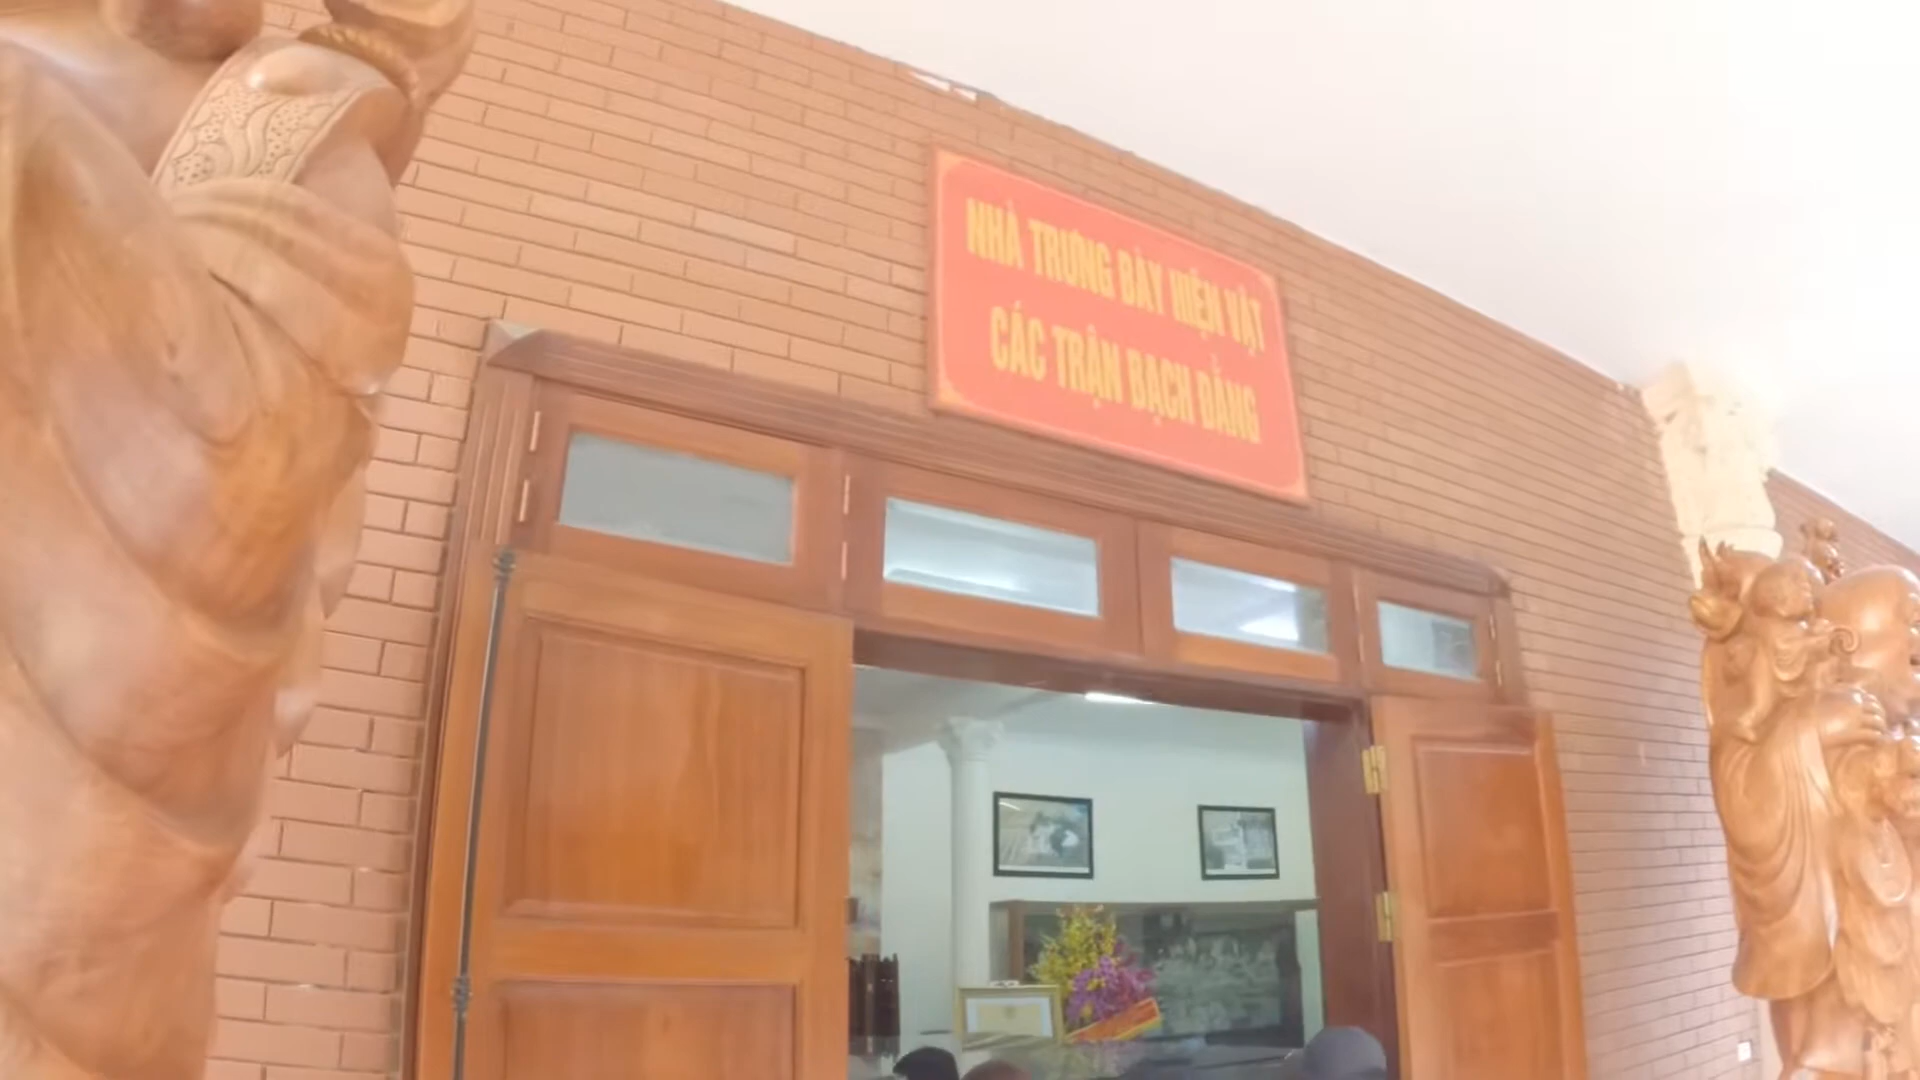 NHÀ TRƯNG BÀY HIỆN VẬT
CÁC TRẬN BẠCH ĐẰNG